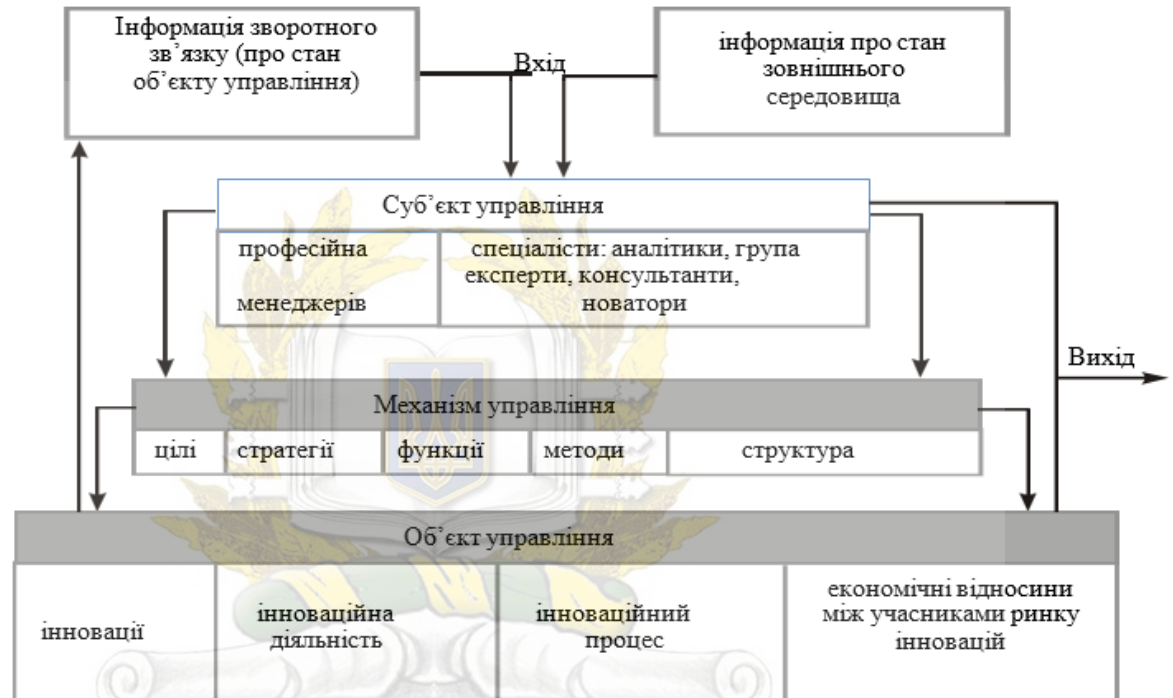 Інформація зворотного
зв’язку (про стан
об’єкту управління)
Вхід
інформація про стан
зовнішнього
середовища
Суб’єкт управління
професійна
менеджерів
спеціалісти: аналітики, група
експерти, консультанти,
новатори
Вихід
Механізм управління
цілі
стратегії
функції
методи
структура
Об’єкт управління
інновації
інноваційна
діяльність
інноваційний
процес
економічні відносини
між учасниками ринку
інновацій